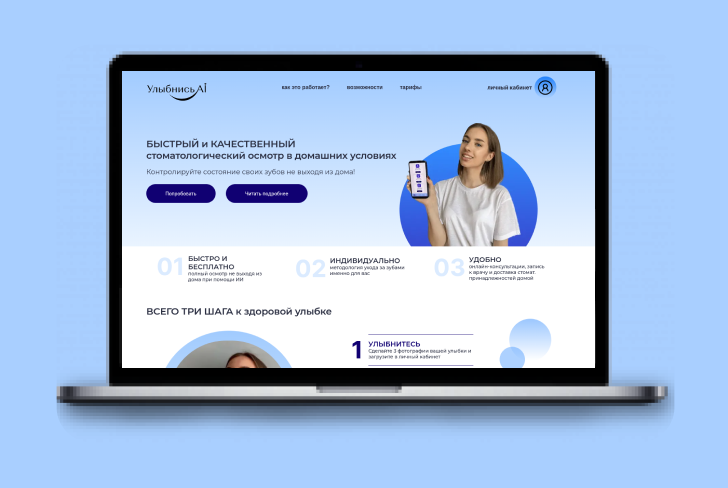 Улыбнись AI
как это работает?
возможности
тарифы
личный кабинет
БЫСТРЫЙ и КАЧЕСТВЕННЫЙ
стоматологический осмотр в домашних условиях
Контролируйте состояние своих зубов не выходя из дома!
Попробовать
Читать подробнее
01
БЫСТРО И
БЕСПЛАТНО
полный осмотр не выходя из
дома при помощи ИИ
02
ИНДИВИДУАЛЬНО
методология ухода за зубами
именно для вас
03
УДОБНО
онлайн-консультации, запись
к врачу и доставка стомат.
принадлежностей домой
ВСЕГО ТРИ ШАГА к здоровой улыбке
1
УЛЫБНИТЕСЬ
Сделайте 3 фотографии вашей улыбки и
загрузите в личный кабинет